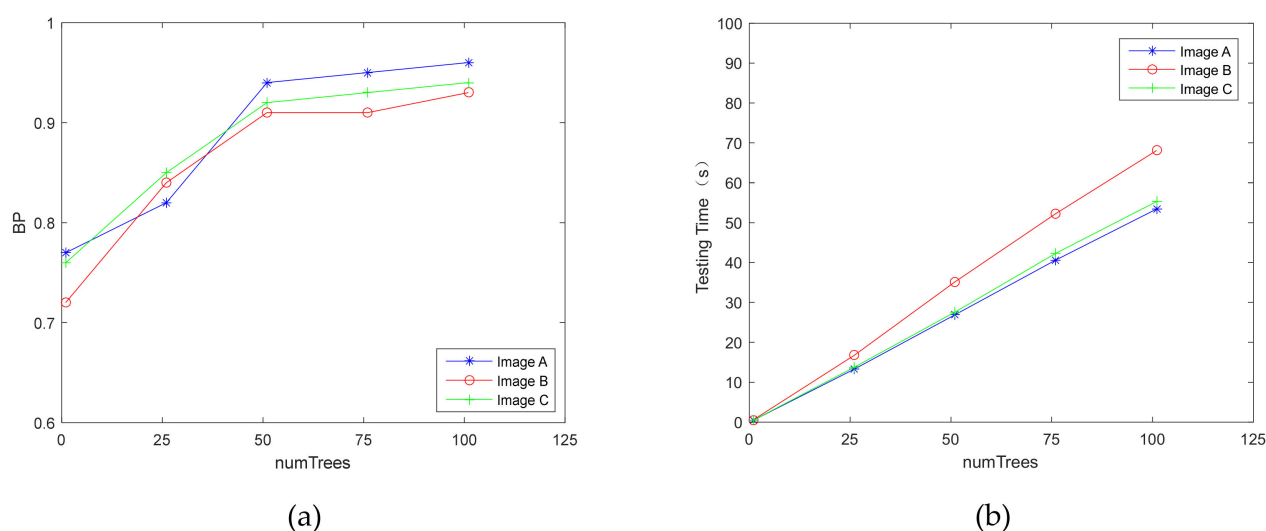 1
0.9
0.8
0.7
0.6
BP
0 25 50 75 100 125
numTrees
Image A
Image B
Image C
(a)
100
90
80
70
60
50
40
30
20
10
0
Testing Time（s）
0 25 50 75 100 125
numTrees
Image A
Image B
Image C
(b)